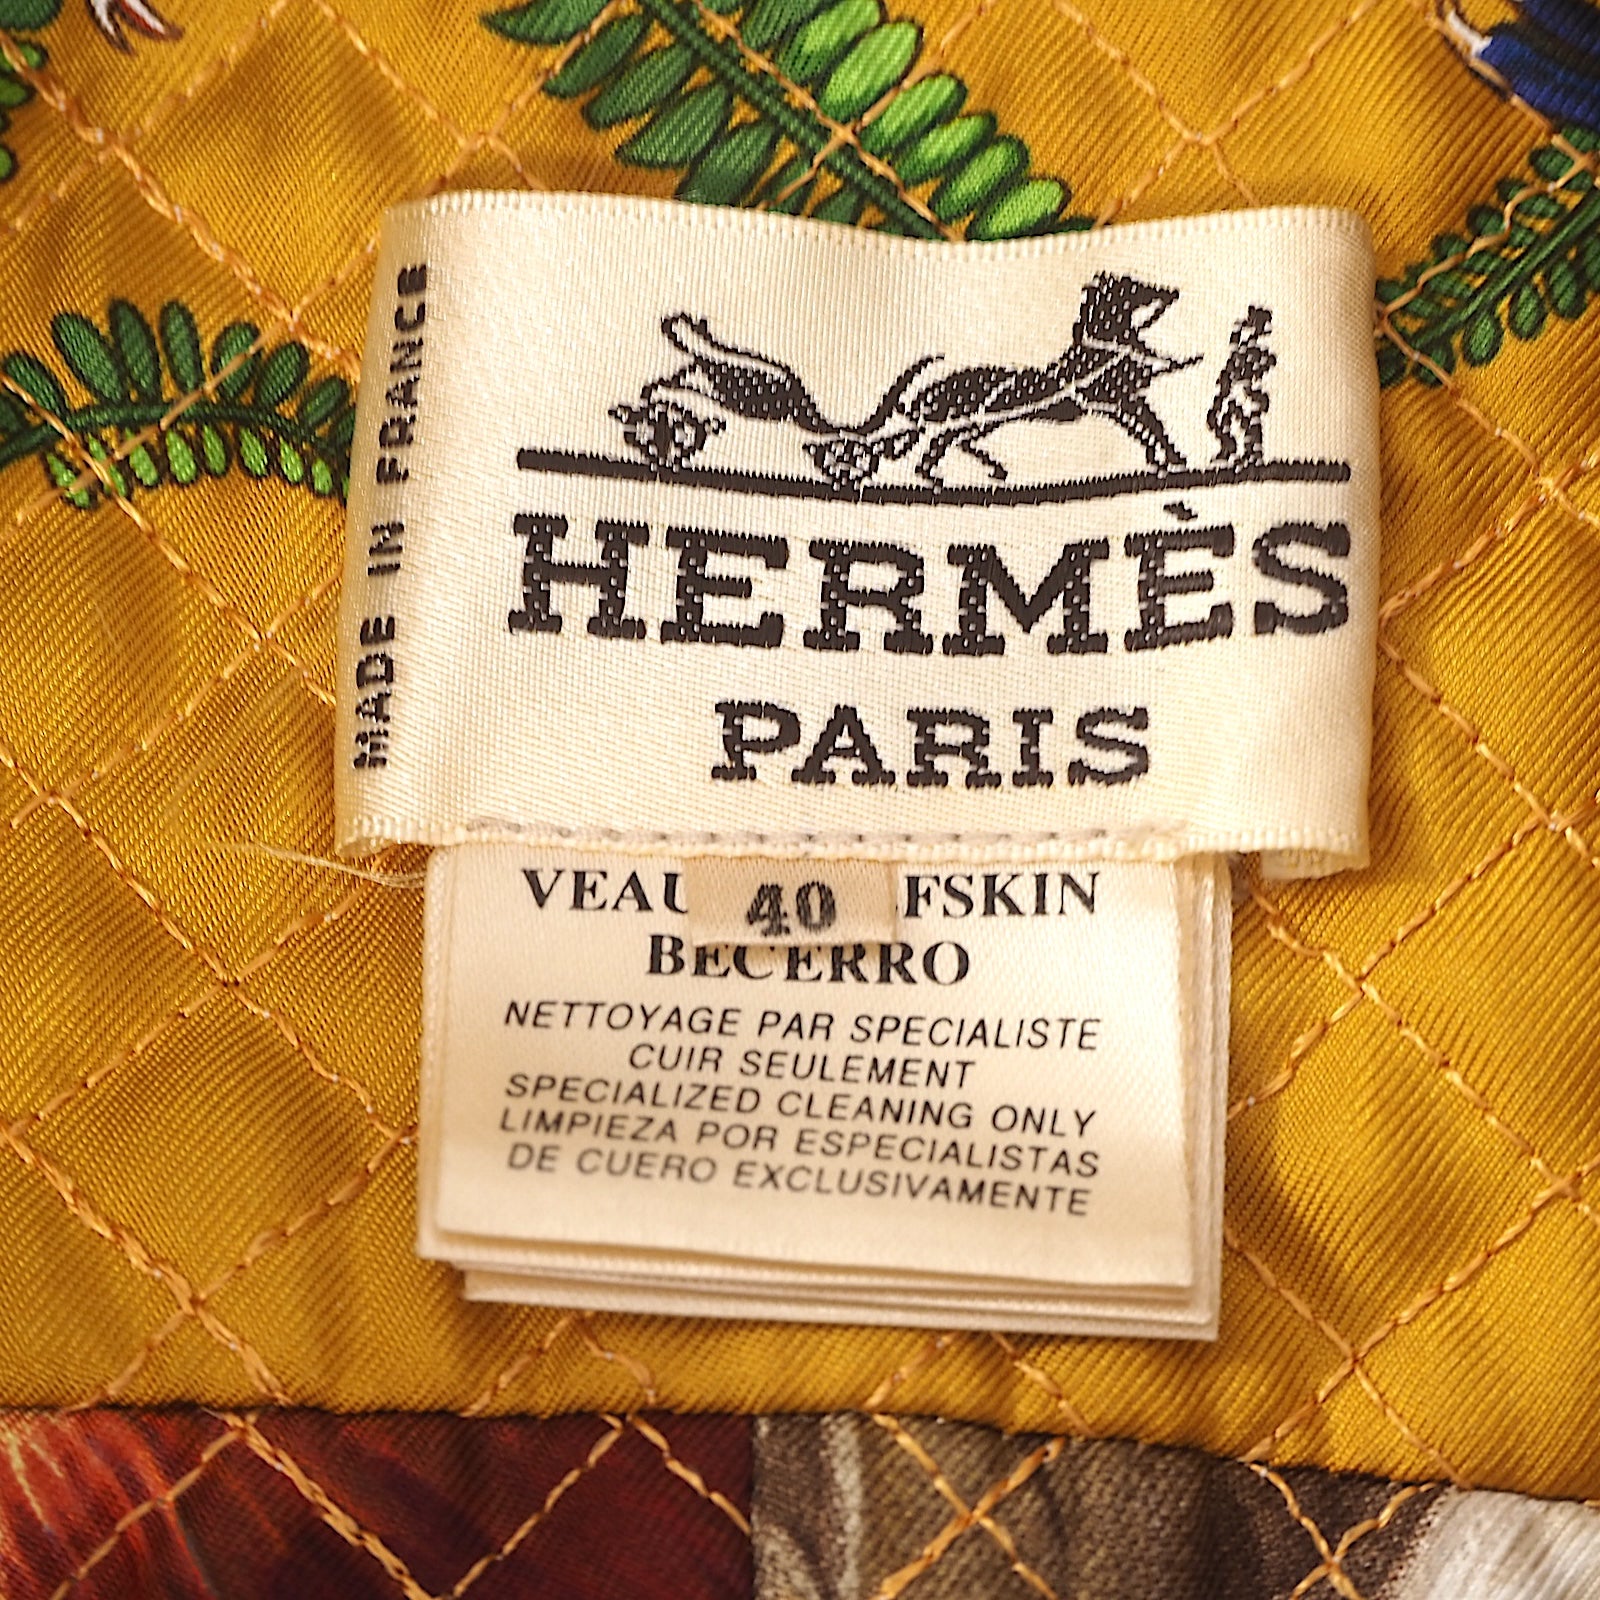 MADE IN FRANCE
HERMÈS
PARIS
40
BECERRO
NETTOYAGE PAR SPECIALISTE
CUIR SEULEMENT
SPECIALIZED CLEANING ONLY
LIMPIEZA POR ESPECIALISTAS
DE CUERO EXCLUSIVAMENTE